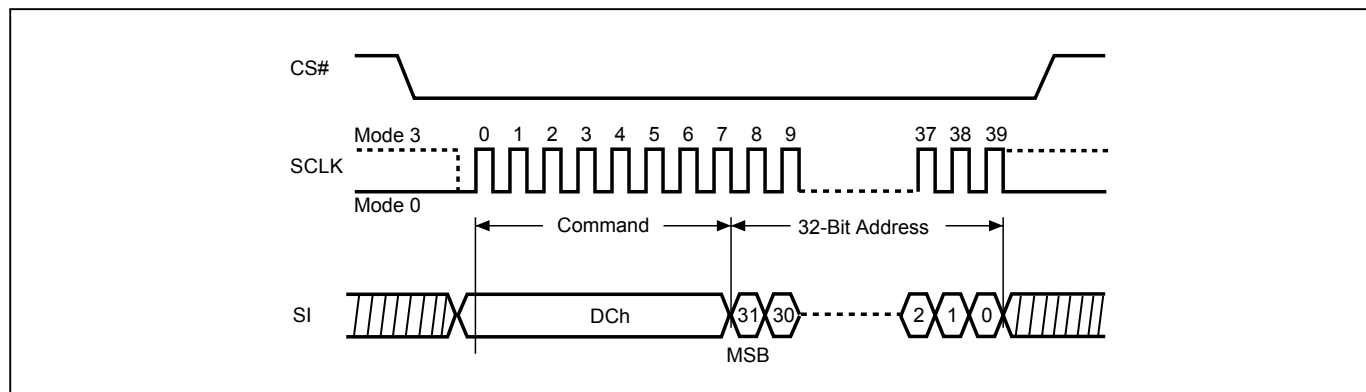 CS#
Mode 3
0 1 2 3 4 5 6 7 8 9 37 38 39
SCLK
Mode 0
Command 32-Bit Address
SI DCh 31 30 2 1 0
MSB